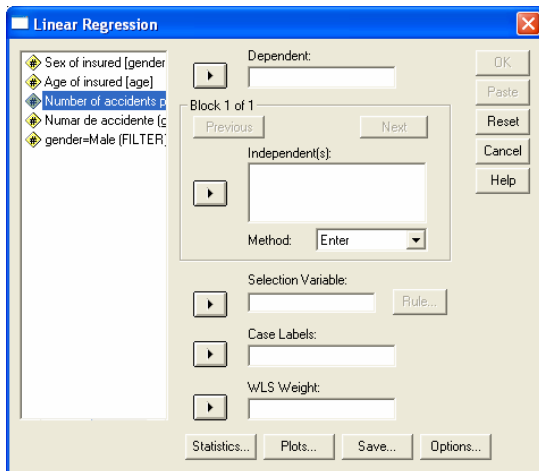 Linear Regression
Sex of insured [gender
Age of insured [age]
Number of accidents p
Numar de accidente (g
gender=Male (FILTER)
Dependent:
Block 1 of 1
Previous
Next
Independent(s):
Method:
Enter
Selection Variable:
Rule...
Case Labels:
WLS Weight:
Statistics...
Plots...
Save...
Options...
OK
Paste
Reset
Cancel
Help